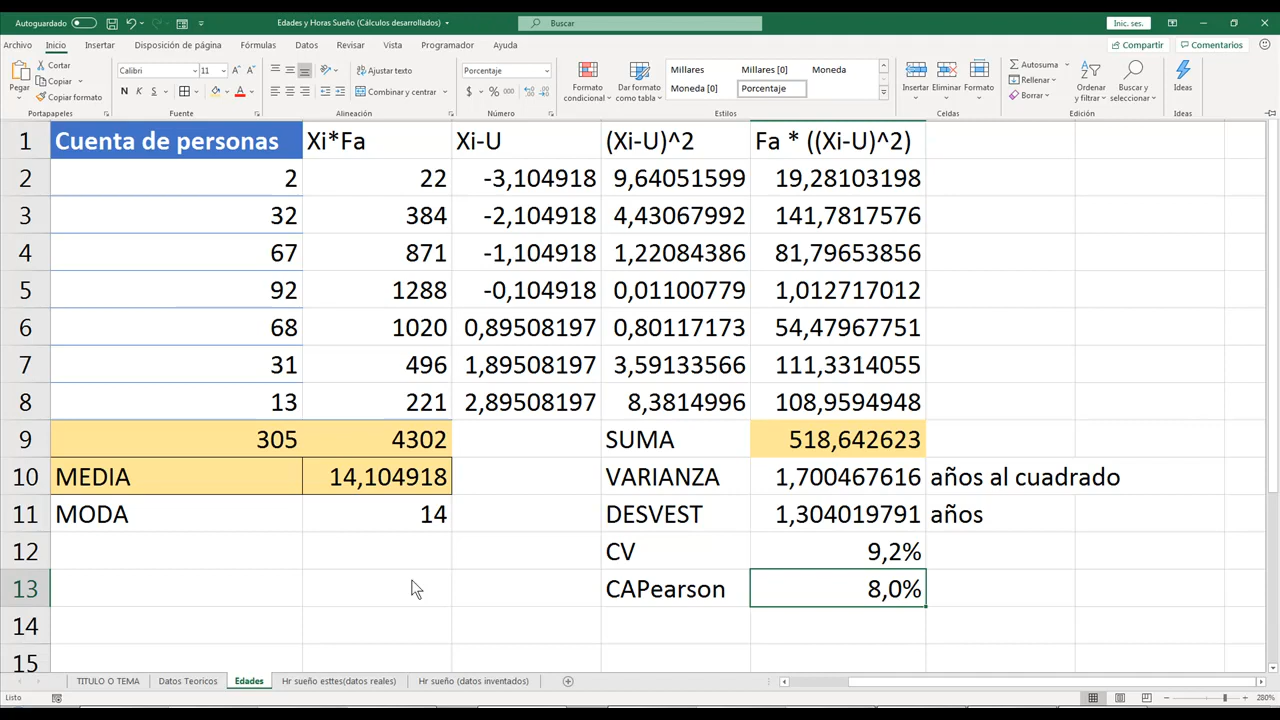 Autoguardado
Edades y Horas Sueño (Cálculos desarrollados)
Buscar
Inic. ses.
Archivo Inicio Insertar Disposición de página Fórmulas Datos Revisar Vista Programador Ayuda Compartir Comentarios
Pegar
Cortar
Copiar
Copiar formato
Portapapeles
Calibri 11
N K S
Fuente
Ajustar texto
Combinar y centrar
Alineación
Porcentaje
$ % 000
Número
Formato condicional
Dar formato como tabla
Millares Millares [0] Moneda
Moneda [0] Porcentaje
Estilos
Insertar Eliminar Formato
Celdas
Autosuma
Rellenar
Borrar
Ordenar y filtrar
Buscar y seleccionar
Edición
Ideas
Ideas
1 Cuenta de personas Xi*Fa Xi-U (Xi-U)^2 Fa * ((Xi-U)^2)
2 2 22 -3,104918 9,64051599 19,28103198
3 32 384 -2,104918 4,43067992 141,7817576
4 67 871 -1,104918 1,22084386 81,79653856
5 92 1288 -0,104918 0,01100779 1,012717012
6 68 1020 0,89508197 0,80117173 54,47967751
7 31 496 1,89508197 3,59133566 111,3314055
8 13 221 2,89508197 8,3814996 108,9594948
9 305 4302 SUMA 518,642623
10 MEDIA 14,104918 VARIANZA 1,700467616 años al cuadrado
11 MODA 14 DESVEST 1,304019791 años
12 CV 9,2%
13 CAPearson 8,0%
14
15
TITULO O TEMA Datos Teoricos Edades Hr sueño esttes(datos reales) Hr sueño (datos inventados)
Listo
280%